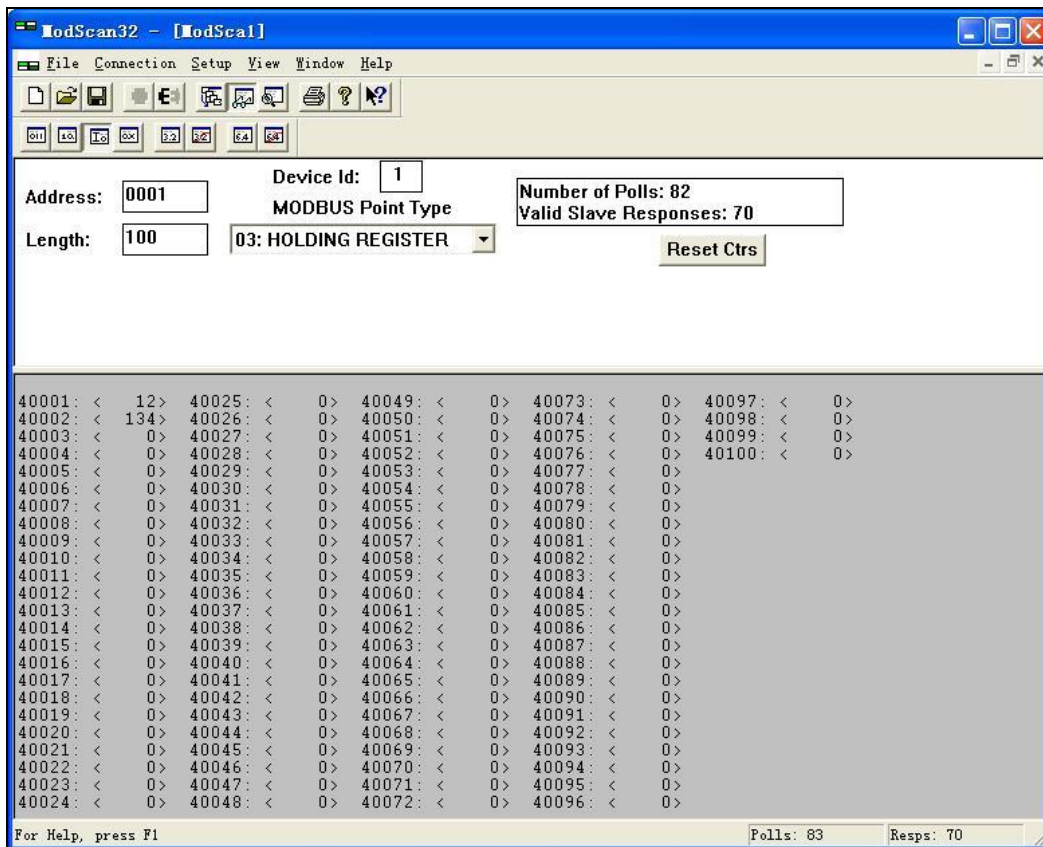 ModScan32 - [ModSca1]
File Connection Setup View Window Help
Address: 0001
Device Id: 1
MODBUS Point Type
Number of Polls: 82
Valid Slave Responses: 70
Length: 100
03: HOLDING REGISTER
Reset Ctrs
40001: < 12> 40025: < 0> 40049: < 0> 40073: < 0> 40097: < 0>
40002: < 134> 40026: < 0> 40050: < 0> 40074: < 0> 40098: < 0>
40003: < 0> 40027: < 0> 40051: < 0> 40075: < 0> 40099: < 0>
40004: < 0> 40028: < 0> 40052: < 0> 40076: < 0> 40100: < 0>
40005: < 0> 40029: < 0> 40053: < 0> 40077: < 0>
40006: < 0> 40030: < 0> 40054: < 0> 40078: < 0>
40007: < 0> 40031: < 0> 40055: < 0> 40079: < 0>
40008: < 0> 40032: < 0> 40056: < 0> 40080: < 0>
40009: < 0> 40033: < 0> 40057: < 0> 40081: < 0>
40010: < 0> 40034: < 0> 40058: < 0> 40082: < 0>
40011: < 0> 40035: < 0> 40059: < 0> 40083: < 0>
40012: < 0> 40036: < 0> 40060: < 0> 40084: < 0>
40013: < 0> 40037: < 0> 40061: < 0> 40085: < 0>
40014: < 0> 40038: < 0> 40062: < 0> 40086: < 0>
40015: < 0> 40039: < 0> 40063: < 0> 40087: < 0>
40016: < 0> 40040: < 0> 40064: < 0> 40088: < 0>
40017: < 0> 40041: < 0> 40065: < 0> 40089: < 0>
40018: < 0> 40042: < 0> 40066: < 0> 40090: < 0>
40019: < 0> 40043: < 0> 40067: < 0> 40091: < 0>
40020: < 0> 40044: < 0> 40068: < 0> 40092: < 0>
40021: < 0> 40045: < 0> 40069: < 0> 40093: < 0>
40022: < 0> 40046: < 0> 40070: < 0> 40094: < 0>
40023: < 0> 40047: < 0> 40071: < 0> 40095: < 0>
40024: < 0> 40048: < 0> 40072: < 0> 40096: < 0>
For Help, press F1
Polls: 83
Resps: 70